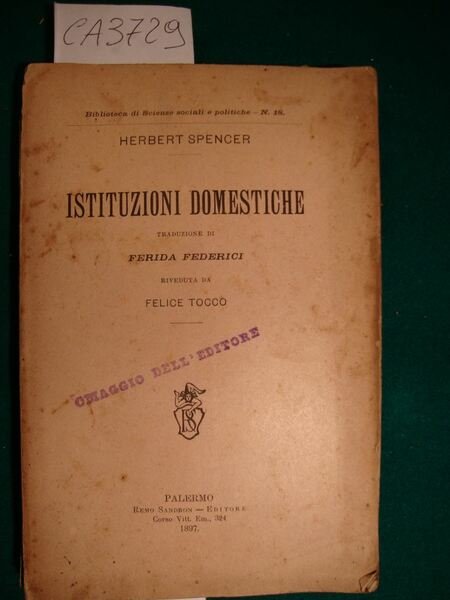 CA3729
Biblioteca di Scienze sociali e politiche — N. 18.
HERBERT SPENCER
ISTITUZIONI DOMESTICHE
TRADUZIONE DI
FERIDA FEDERICI
RIVEDUTA DA
FELICE TOCCO
OMAGGIO DELL'EDITORE
RS
PALERMO
REMO SANDRON — EDITORE
Corso Vitt. Em., 324
1897.